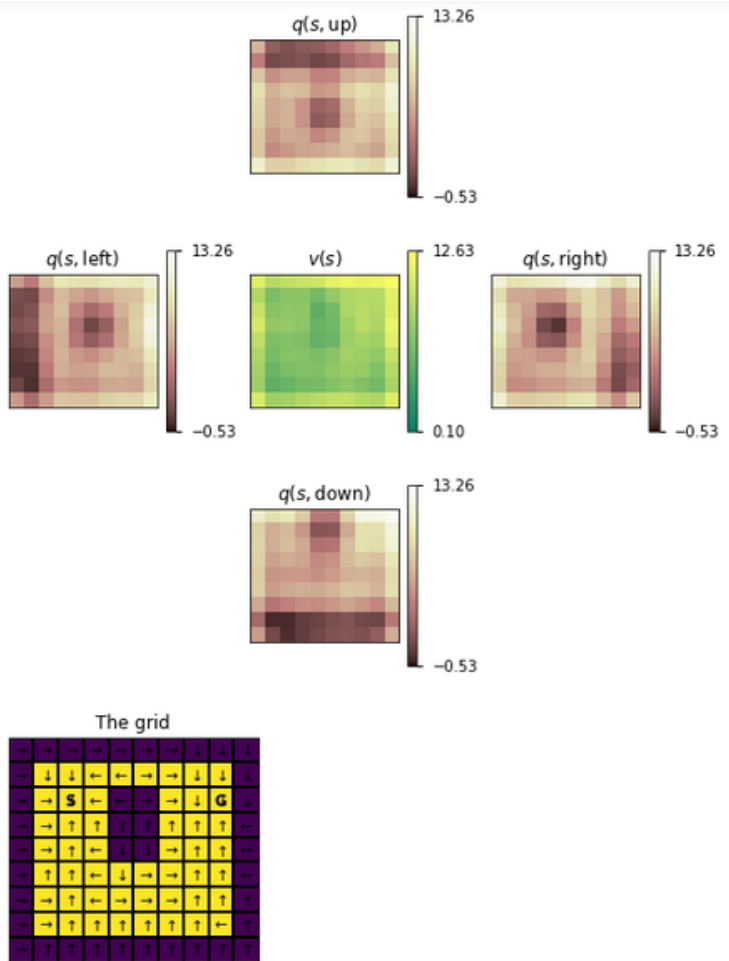 q(s, up)
13.26
−0.53
q(s, left)
13.26
−0.53
v(s)
12.63
0.10
q(s, right)
13.26
−0.53
q(s, down)
13.26
−0.53
The grid
→ → → → → → → ↓ ↓ ↓
→ ↓ ↓ ← ← → → ↓ ↓ ↓
→ → S ← ← → → ↓ G ↓
→ → ↑ ↑ ↑ ↑ ↑ ↑ ↑ ←
→ → ↑ ← ↓ ↓ → ↑ ↑ ←
→ ↑ ↑ ← ↓ → → ↑ ↑ ←
→ → ↑ ← → → → ↑ ↑ ↑
→ → ↑ ↑ ↑ ↑ ↑ ↑ ← ↑
→ ↑ ↑ ↑ ↑ ↑ ↑ ↑ ↑ ↑